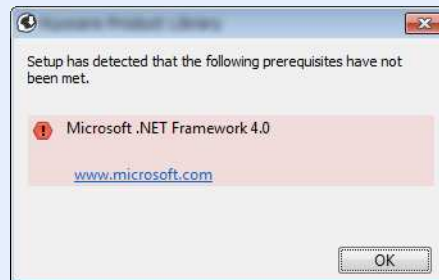 Setup has detected that the following prerequisites have not
been met.
Microsoft .NET Framework 4.0
www.microsoft.com
OK